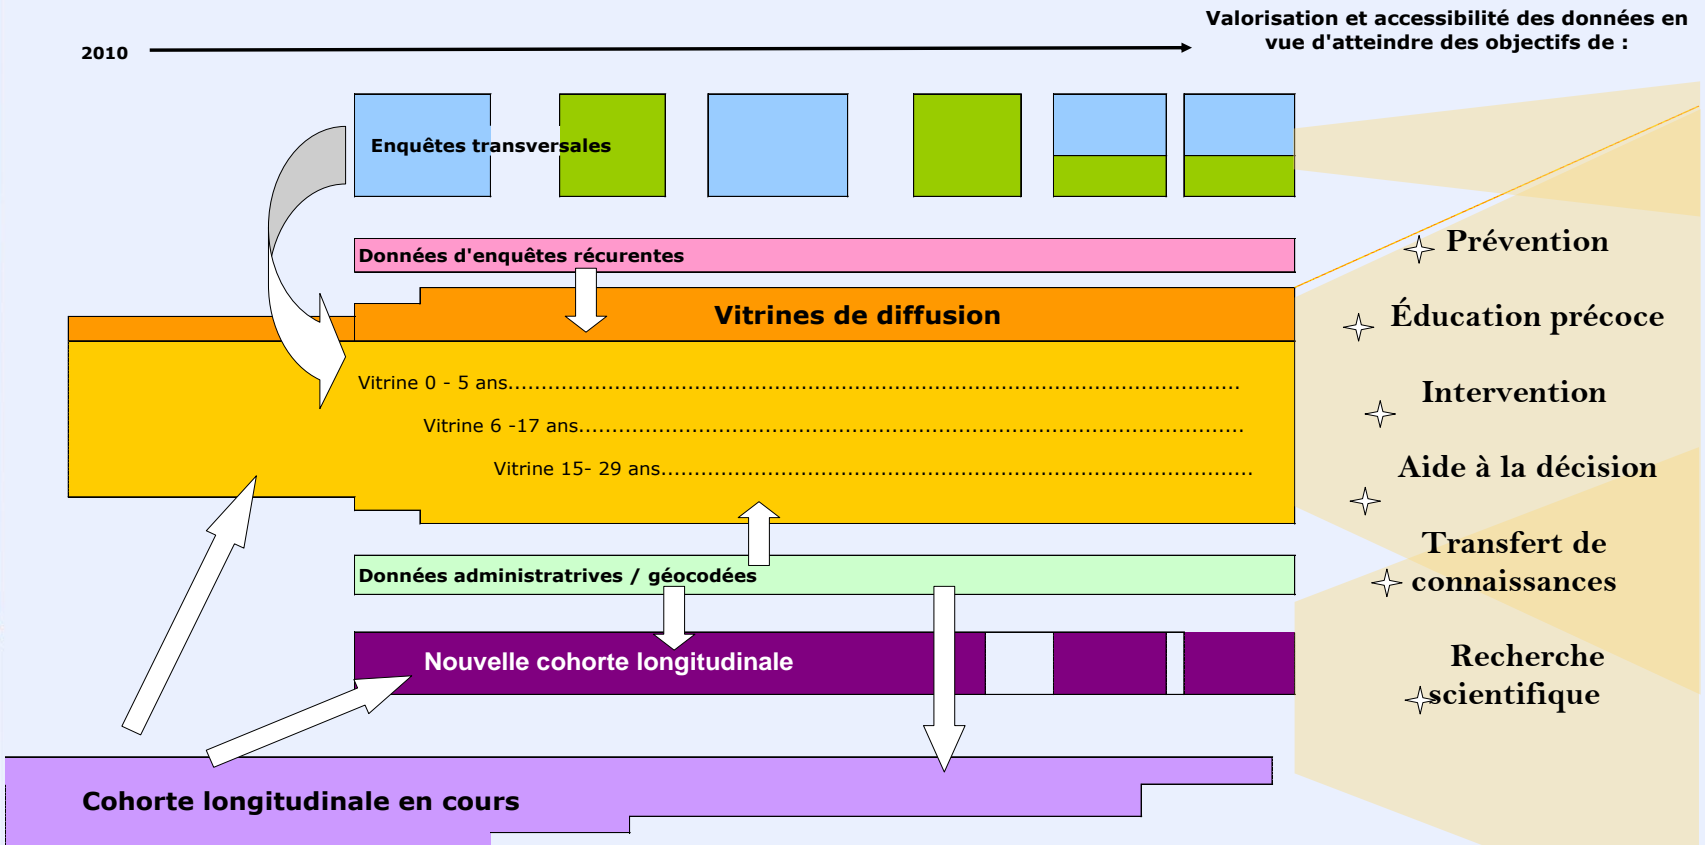 Valorisation et accessibilité des données en
vue d'atteindre des objectifs de :
2010
Enquêtes transversales
Données d'enquêtes récurentes
Vitrines de diffusion
Vitrine 0 - 5 ans.............................................................................................................
Vitrine 6 -17 ans...................................................................................................
Vitrine 15- 29 ans.........................................................................................
Données administratrives / géocodées
Nouvelle cohorte longitudinale
Cohorte longitudinale en cours
Prévention
Éducation précoce
Intervention
Aide à la décision
Transfert de
connaissances
Recherche
scientifique